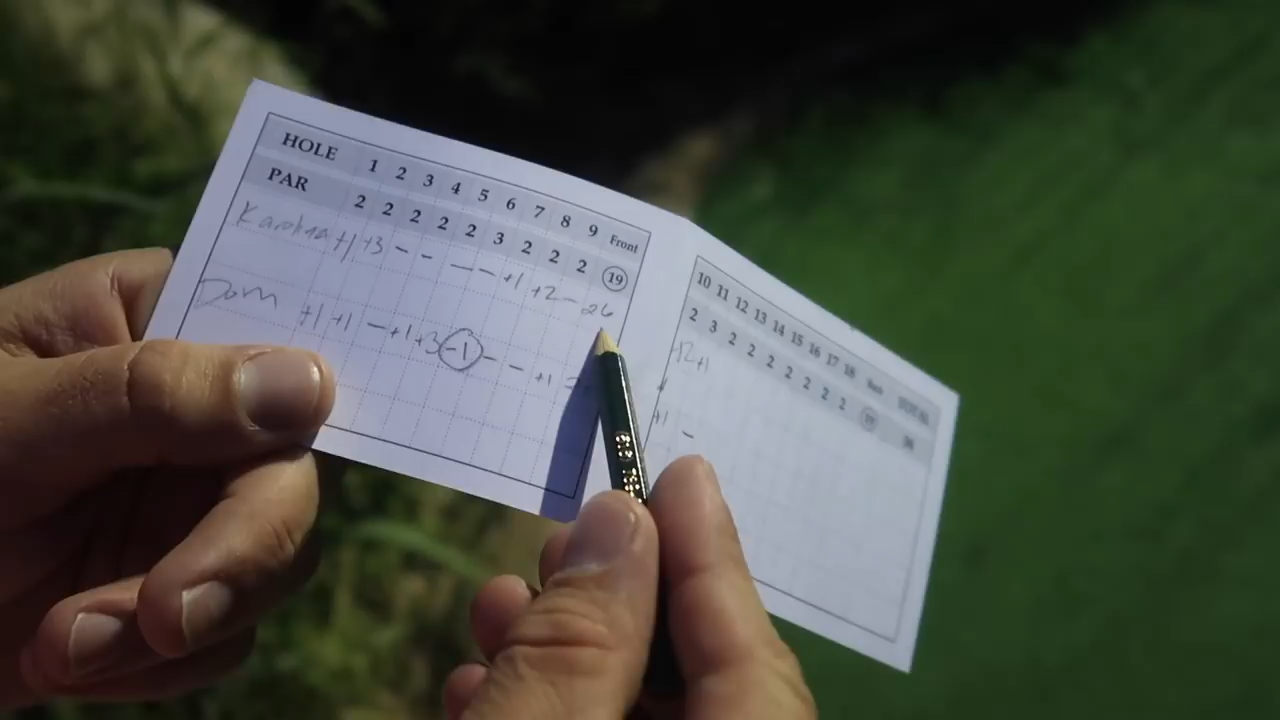 HOLE 1 2 3 4 5 6 7 8 9 Front
PAR 2 2 2 2 2 3 2 2 2 19
Karolina +1 +3 - - - - +1 +2 - 26
Dom +1 +1 - +1 +3 -1 - - +1 =
10 11 12 13 14 15 16 17 18 Back TOTAL
2 3 2 2 2 2 2 2 2 19 38
+2 +1
+1 -